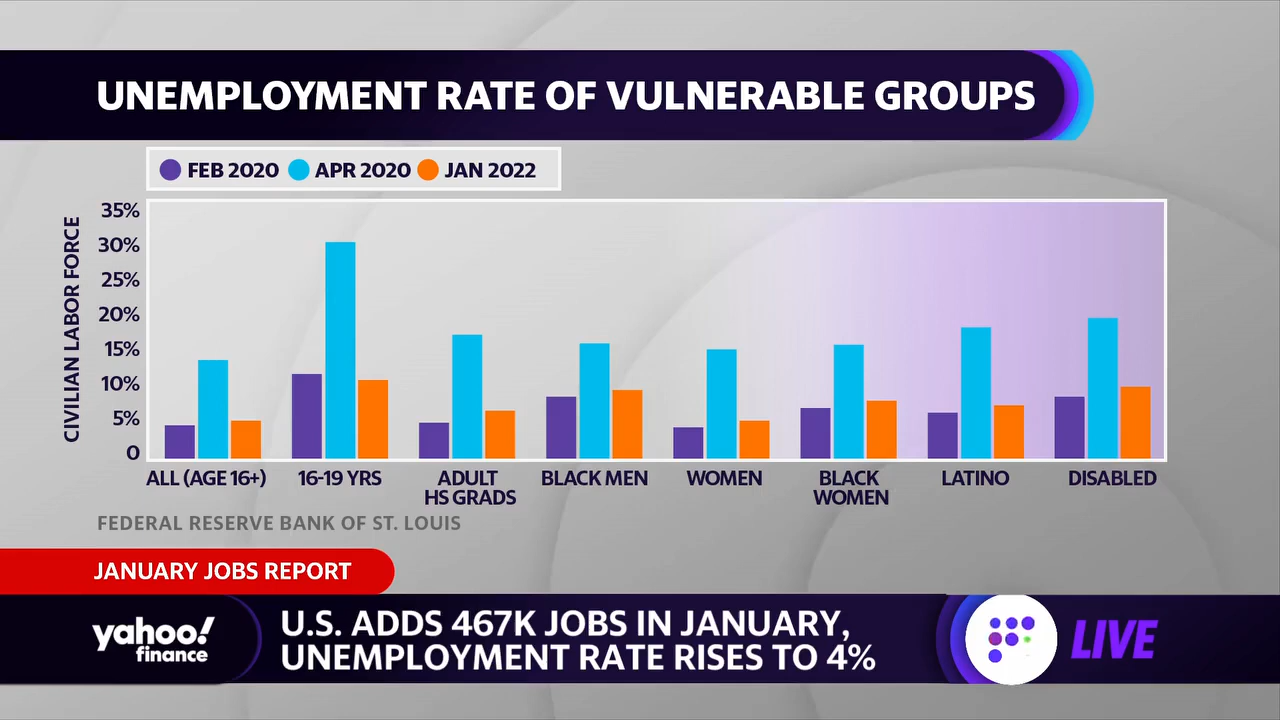 UNEMPLOYMENT RATE OF VULNERABLE GROUPS
FEB 2020 APR 2020 JAN 2022
CIVILIAN LABOR FORCE
35%
30%
25%
20%
15%
10%
5%
0
ALL (AGE 16+)
16-19 YRS
ADULT
HS GRADS
BLACK MEN
WOMEN
BLACK
WOMEN
LATINO
DISABLED
FEDERAL RESERVE BANK OF ST. LOUIS
JANUARY JOBS REPORT
yahoo!
finance
U.S. ADDS 467K JOBS IN JANUARY,
UNEMPLOYMENT RATE RISES TO 4%
LIVE